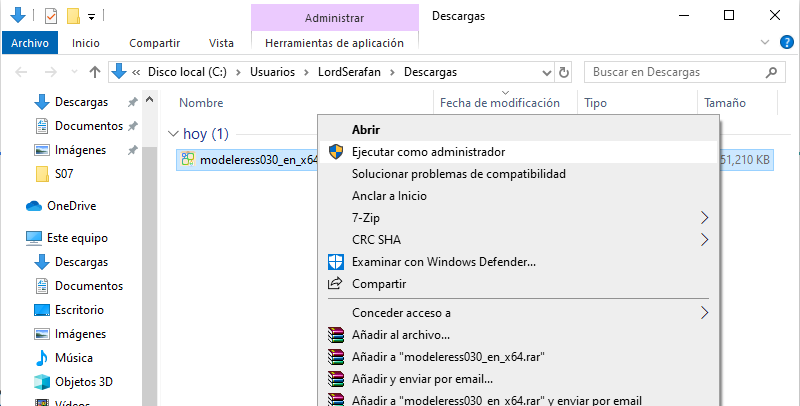 Administrar Descargas
Archivo Inicio Compartir Vista Herramientas de aplicación
« Disco local (C:) > Usuarios > LordSerafan > Descargas
Buscar en Descargas
Descargas
Documentos
Imágenes
S07
OneDrive
Este equipo
Descargas
Documentos
Escritorio
Imágenes
Música
Objetos 3D
Vídeos
Nombre Fecha de modificación Tipo Tamaño
hoy (1)
modeleress030_en_x64 51,210 KB
Abrir
Ejecutar como administrador
Solucionar problemas de compatibilidad
Anclar a Inicio
7-Zip
CRC SHA
Examinar con Windows Defender...
Compartir
Conceder acceso a
Añadir al archivo...
Añadir a "modeleress030_en_x64.rar"
Añadir y enviar por email...
Añadir a "modeleress030_en_x64.rar" y enviar por email